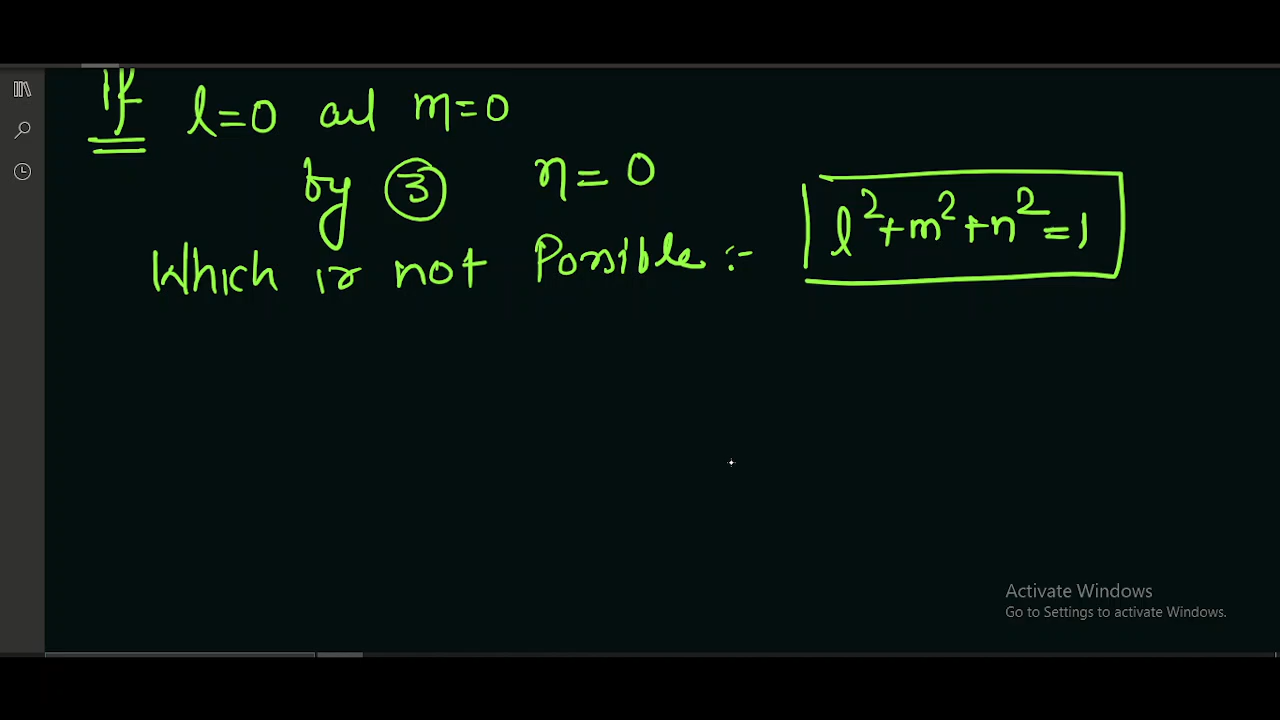 If l=0 and m=0
by ③ n=0
l²+m²+n²=1
Which is not Possible :-
Activate Windows
Go to Settings to activate Windows.